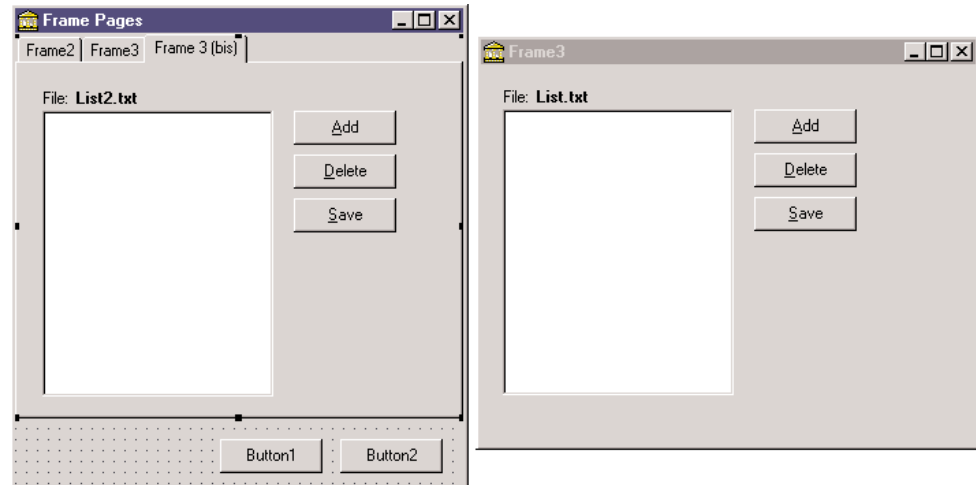 Frame Pages
Frame2 Frame3 Frame 3 (bis)
File: List2.txt
Add
Delete
Save
Button1 Button2
Frame3
File: List.txt
Add
Delete
Save